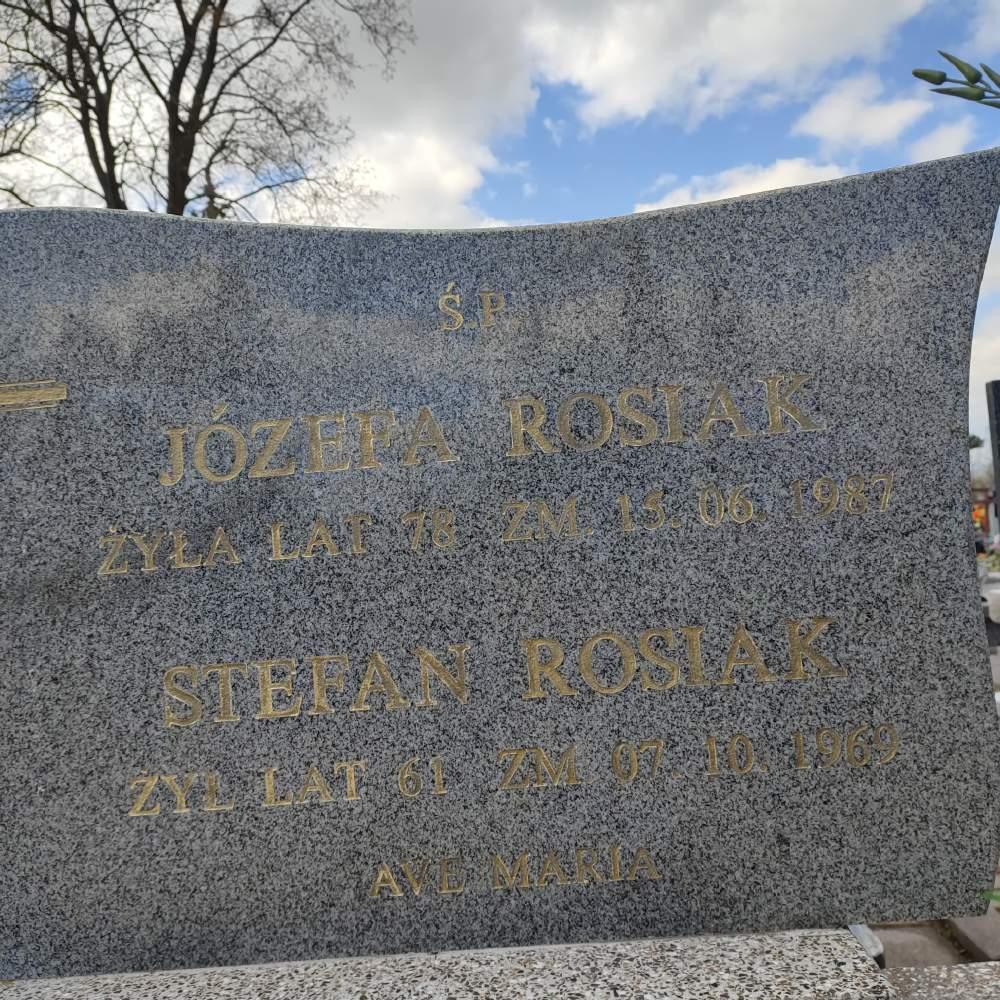 Ś.P.
JÓZEFA ROSIAK
ŻYŁA LAT 78 ZM. 15. 06. 1987
STEFAN ROSIAK
ŻYŁ LAT 61 ZM 07. 10. 1969
AVE MARIA